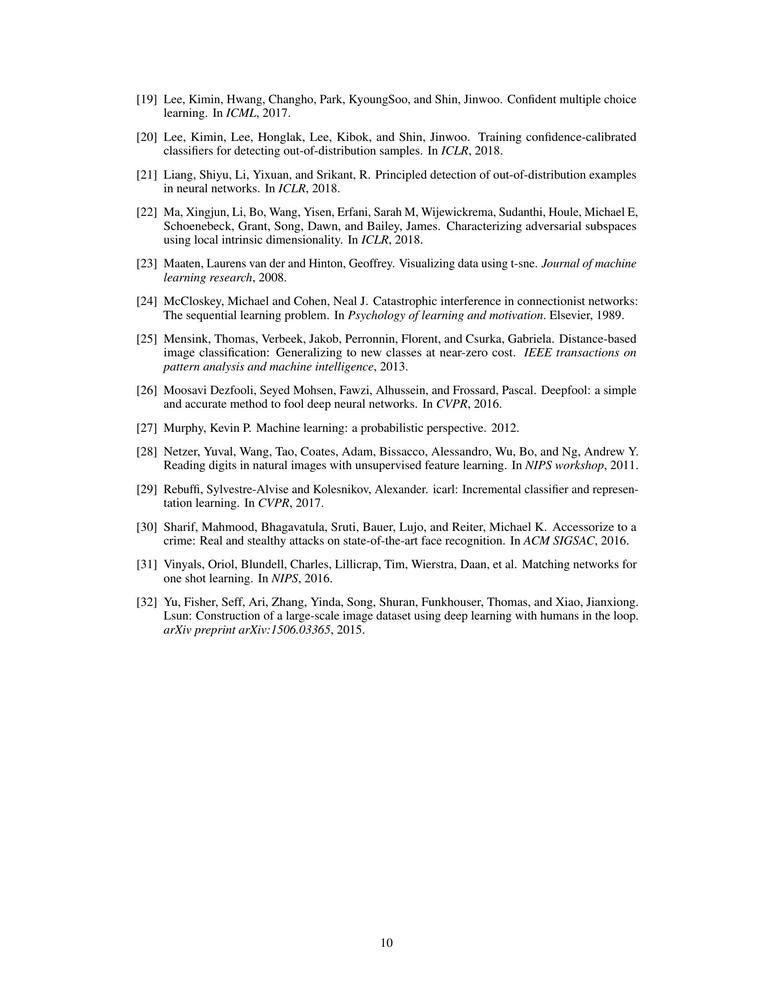 [19] Lee, Kimin, Hwang, Changho, Park, KyoungSoo, and Shin, Jinwoo. Confident multiple choice
learning. In ICML, 2017.
[20] Lee, Kimin, Lee, Honglak, Lee, Kibok, and Shin, Jinwoo. Training confidence-calibrated
classifiers for detecting out-of-distribution samples. In ICLR, 2018.
[21] Liang, Shiyu, Li, Yixuan, and Srikant, R. Principled detection of out-of-distribution examples
in neural networks. In ICLR, 2018.
[22] Ma, Xingjun, Li, Bo, Wang, Yisen, Erfani, Sarah M, Wijewickrema, Sudanthi, Houle, Michael E,
Schoenebeck, Grant, Song, Dawn, and Bailey, James. Characterizing adversarial subspaces
using local intrinsic dimensionality. In ICLR, 2018.
[23] Maaten, Laurens van der and Hinton, Geoffrey. Visualizing data using t-sne. Journal of machine
learning research, 2008.
[24] McCloskey, Michael and Cohen, Neal J. Catastrophic interference in connectionist networks:
The sequential learning problem. In Psychology of learning and motivation. Elsevier, 1989.
[25] Mensink, Thomas, Verbeek, Jakob, Perronnin, Florent, and Csurka, Gabriela. Distance-based
image classification: Generalizing to new classes at near-zero cost. IEEE transactions on
pattern analysis and machine intelligence, 2013.
[26] Moosavi Dezfooli, Seyed Mohsen, Fawzi, Alhussein, and Frossard, Pascal. Deepfool: a simple
and accurate method to fool deep neural networks. In CVPR, 2016.
[27] Murphy, Kevin P. Machine learning: a probabilistic perspective. 2012.
[28] Netzer, Yuval, Wang, Tao, Coates, Adam, Bissacco, Alessandro, Wu, Bo, and Ng, Andrew Y.
Reading digits in natural images with unsupervised feature learning. In NIPS workshop, 2011.
[29] Rebuffi, Sylvestre-Alvise and Kolesnikov, Alexander. icarl: Incremental classifier and represen-
tation learning. In CVPR, 2017.
[30] Sharif, Mahmood, Bhagavatula, Sruti, Bauer, Lujo, and Reiter, Michael K. Accessorize to a
crime: Real and stealthy attacks on state-of-the-art face recognition. In ACM SIGSAC, 2016.
[31] Vinyals, Oriol, Blundell, Charles, Lillicrap, Tim, Wierstra, Daan, et al. Matching networks for
one shot learning. In NIPS, 2016.
[32] Yu, Fisher, Seff, Ari, Zhang, Yinda, Song, Shuran, Funkhouser, Thomas, and Xiao, Jianxiong.
Lsun: Construction of a large-scale image dataset using deep learning with humans in the loop.
arXiv preprint arXiv:1506.03365, 2015.
10